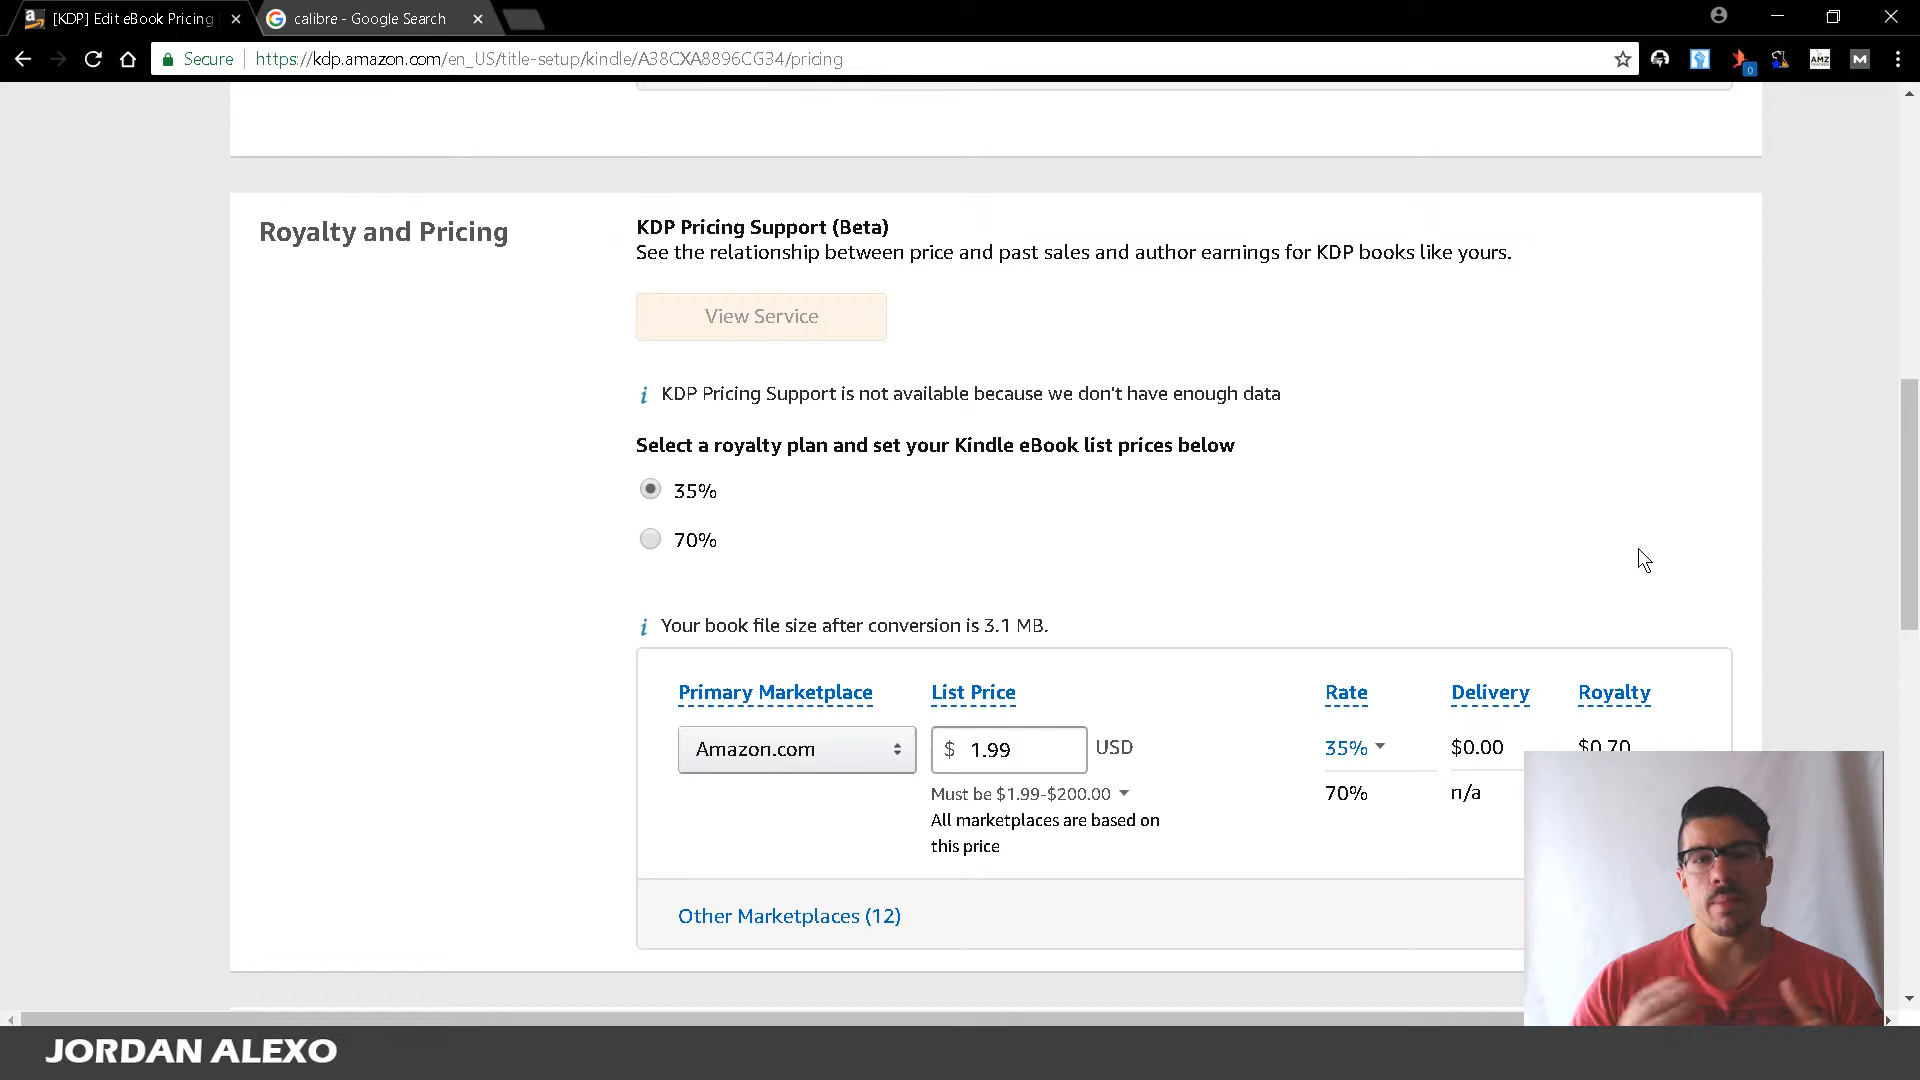 [KDP] Edit eBook Pricing
calibre - Google Search
Secure
https://kdp.amazon.com/en_US/title-setup/kindle/A38CXA8896CG34/pricing
0
AMZ
M
Royalty and Pricing
KDP Pricing Support (Beta)
See the relationship between price and past sales and author earnings for KDP books like yours.
View Service
i KDP Pricing Support is not available because we don't have enough data
Select a royalty plan and set your Kindle eBook list prices below
35%
70%
i Your book file size after conversion is 3.1 MB.
Primary Marketplace List Price Rate Delivery Royalty
Amazon.com $ 1.99 USD 35% $0.00 $0.70
Must be $1.99-$200.00 70% n/a
All marketplaces are based on
this price
Other Marketplaces (12)
JORDAN ALEXO